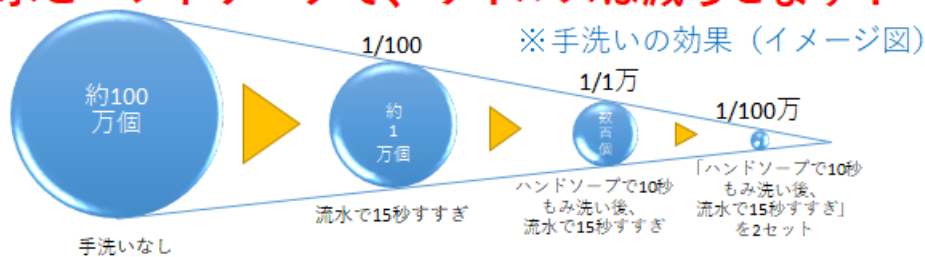 ※手洗いの効果（イメージ図）
約100
万個
手洗いなし
1/100
約
1
万個
流水で15秒すすぎ
1/1万
数
百
個
ハンドソープで10秒
もみ洗い後、
流水で15秒すすぎ
1/100万
「ハンドソープで10秒
もみ洗い後、
流水で15秒すすぎ」
を2セット